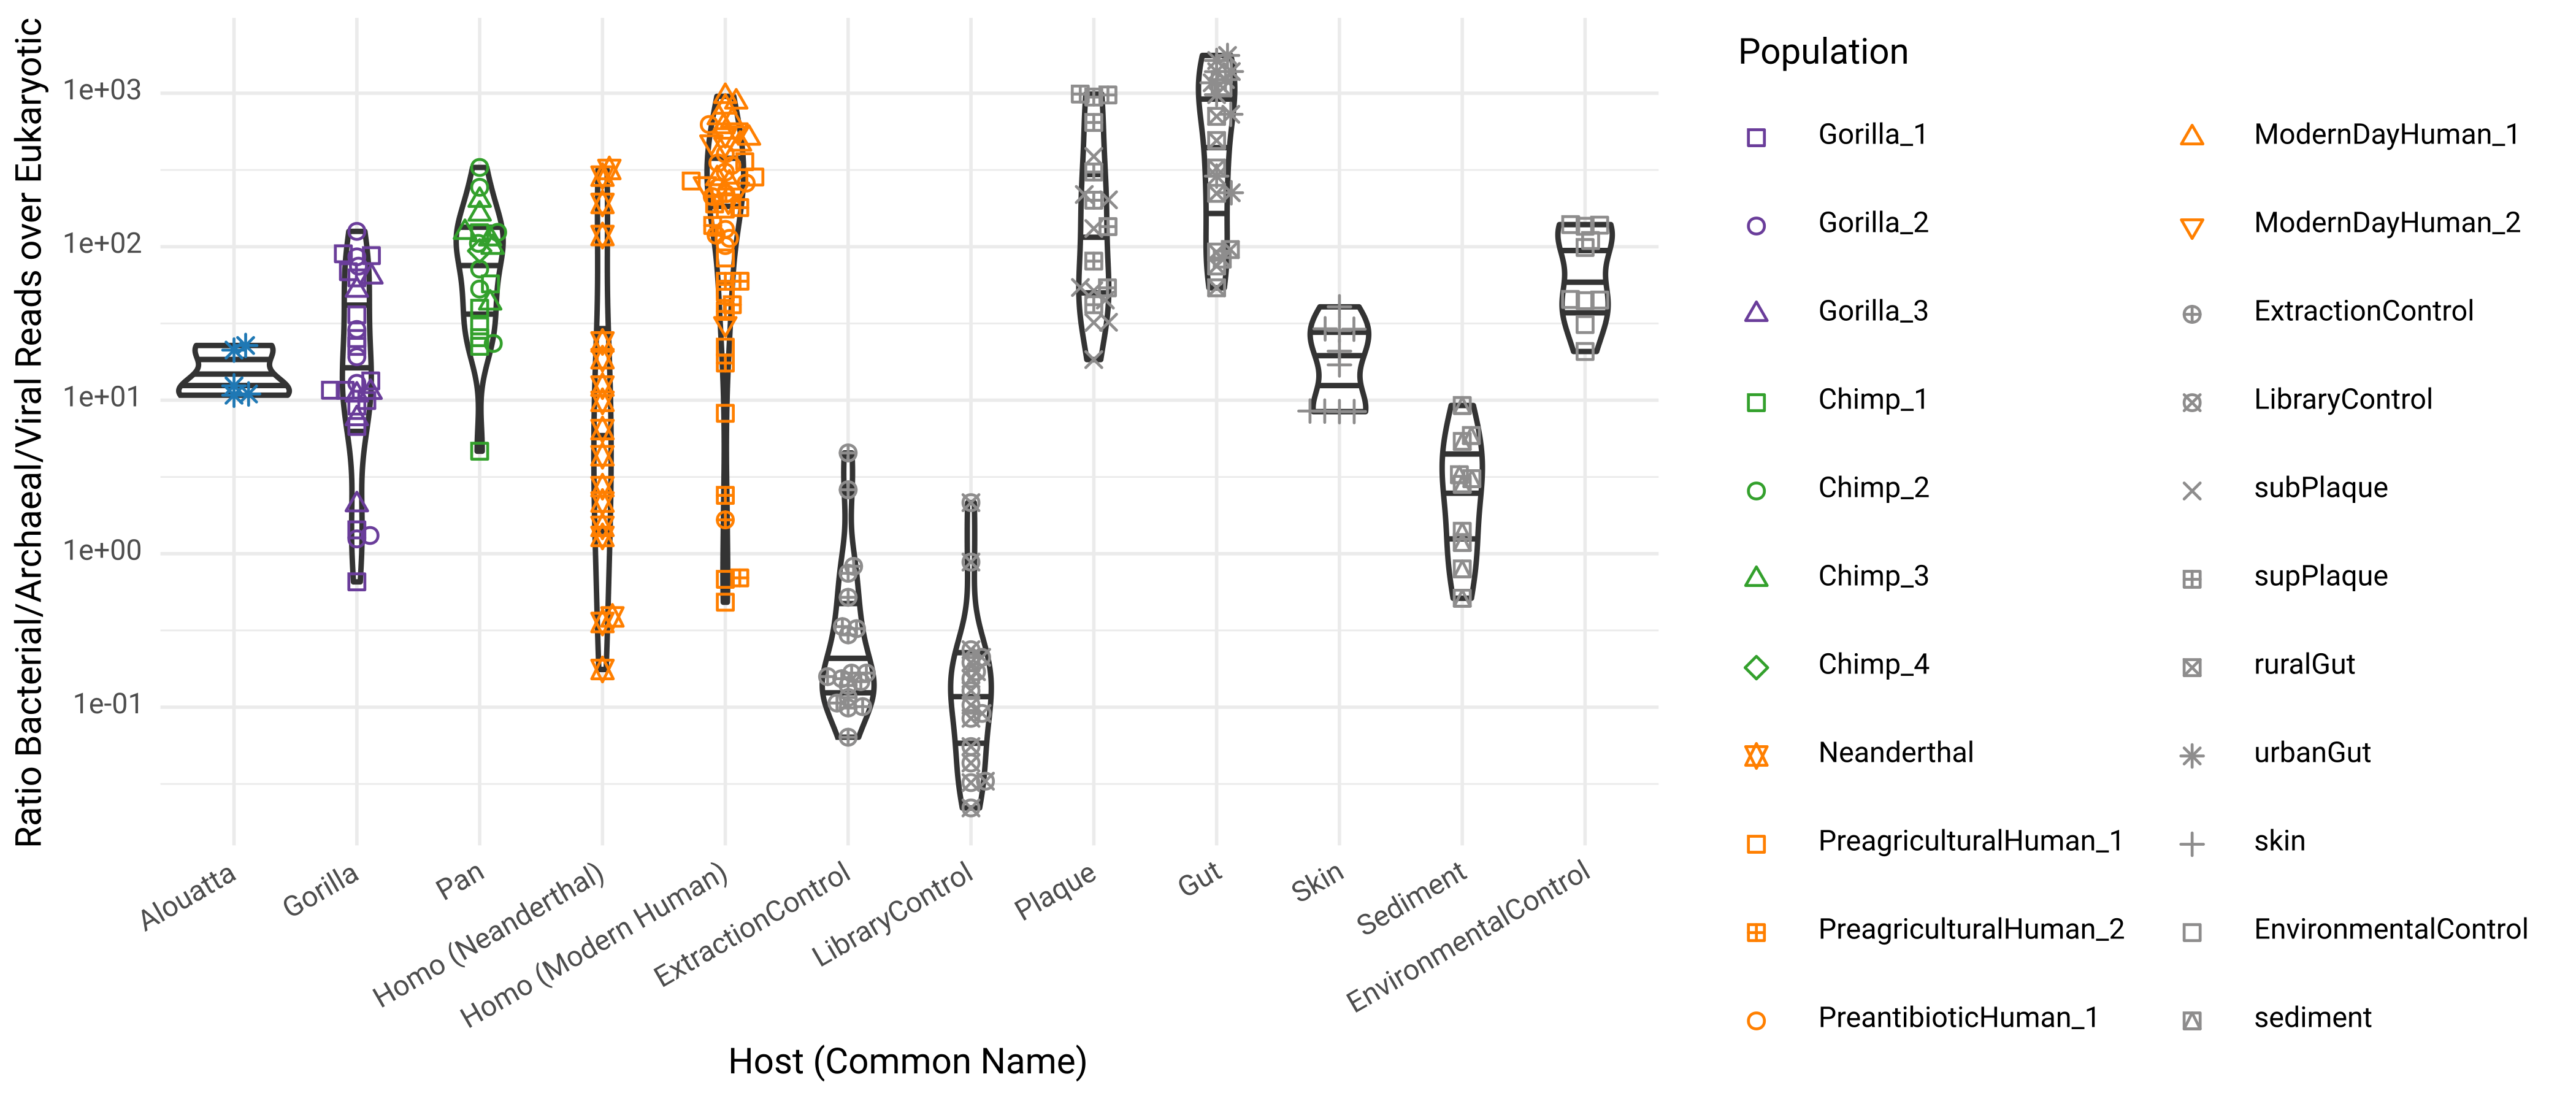 Ratio Bacterial/Archaeal/Viral Reads over Eukaryotic
1e+03
1e+02
1e+01
1e+00
1e-01
Alouatta
Gorilla
Pan
Homo (Neanderthal)
Homo (Modern Human)
ExtractionControl
LibraryControl
Plaque
Gut
Skin
Sediment
EnvironmentalControl
Host (Common Name)
Population
Gorilla_1
Gorilla_2
Gorilla_3
Chimp_1
Chimp_2
Chimp_3
Chimp_4
Neanderthal
PreagriculturalHuman_1
PreagriculturalHuman_2
PreantibioticHuman_1
ModernDayHuman_1
ModernDayHuman_2
ExtractionControl
LibraryControl
subPlaque
supPlaque
ruralGut
urbanGut
skin
EnvironmentalControl
sediment